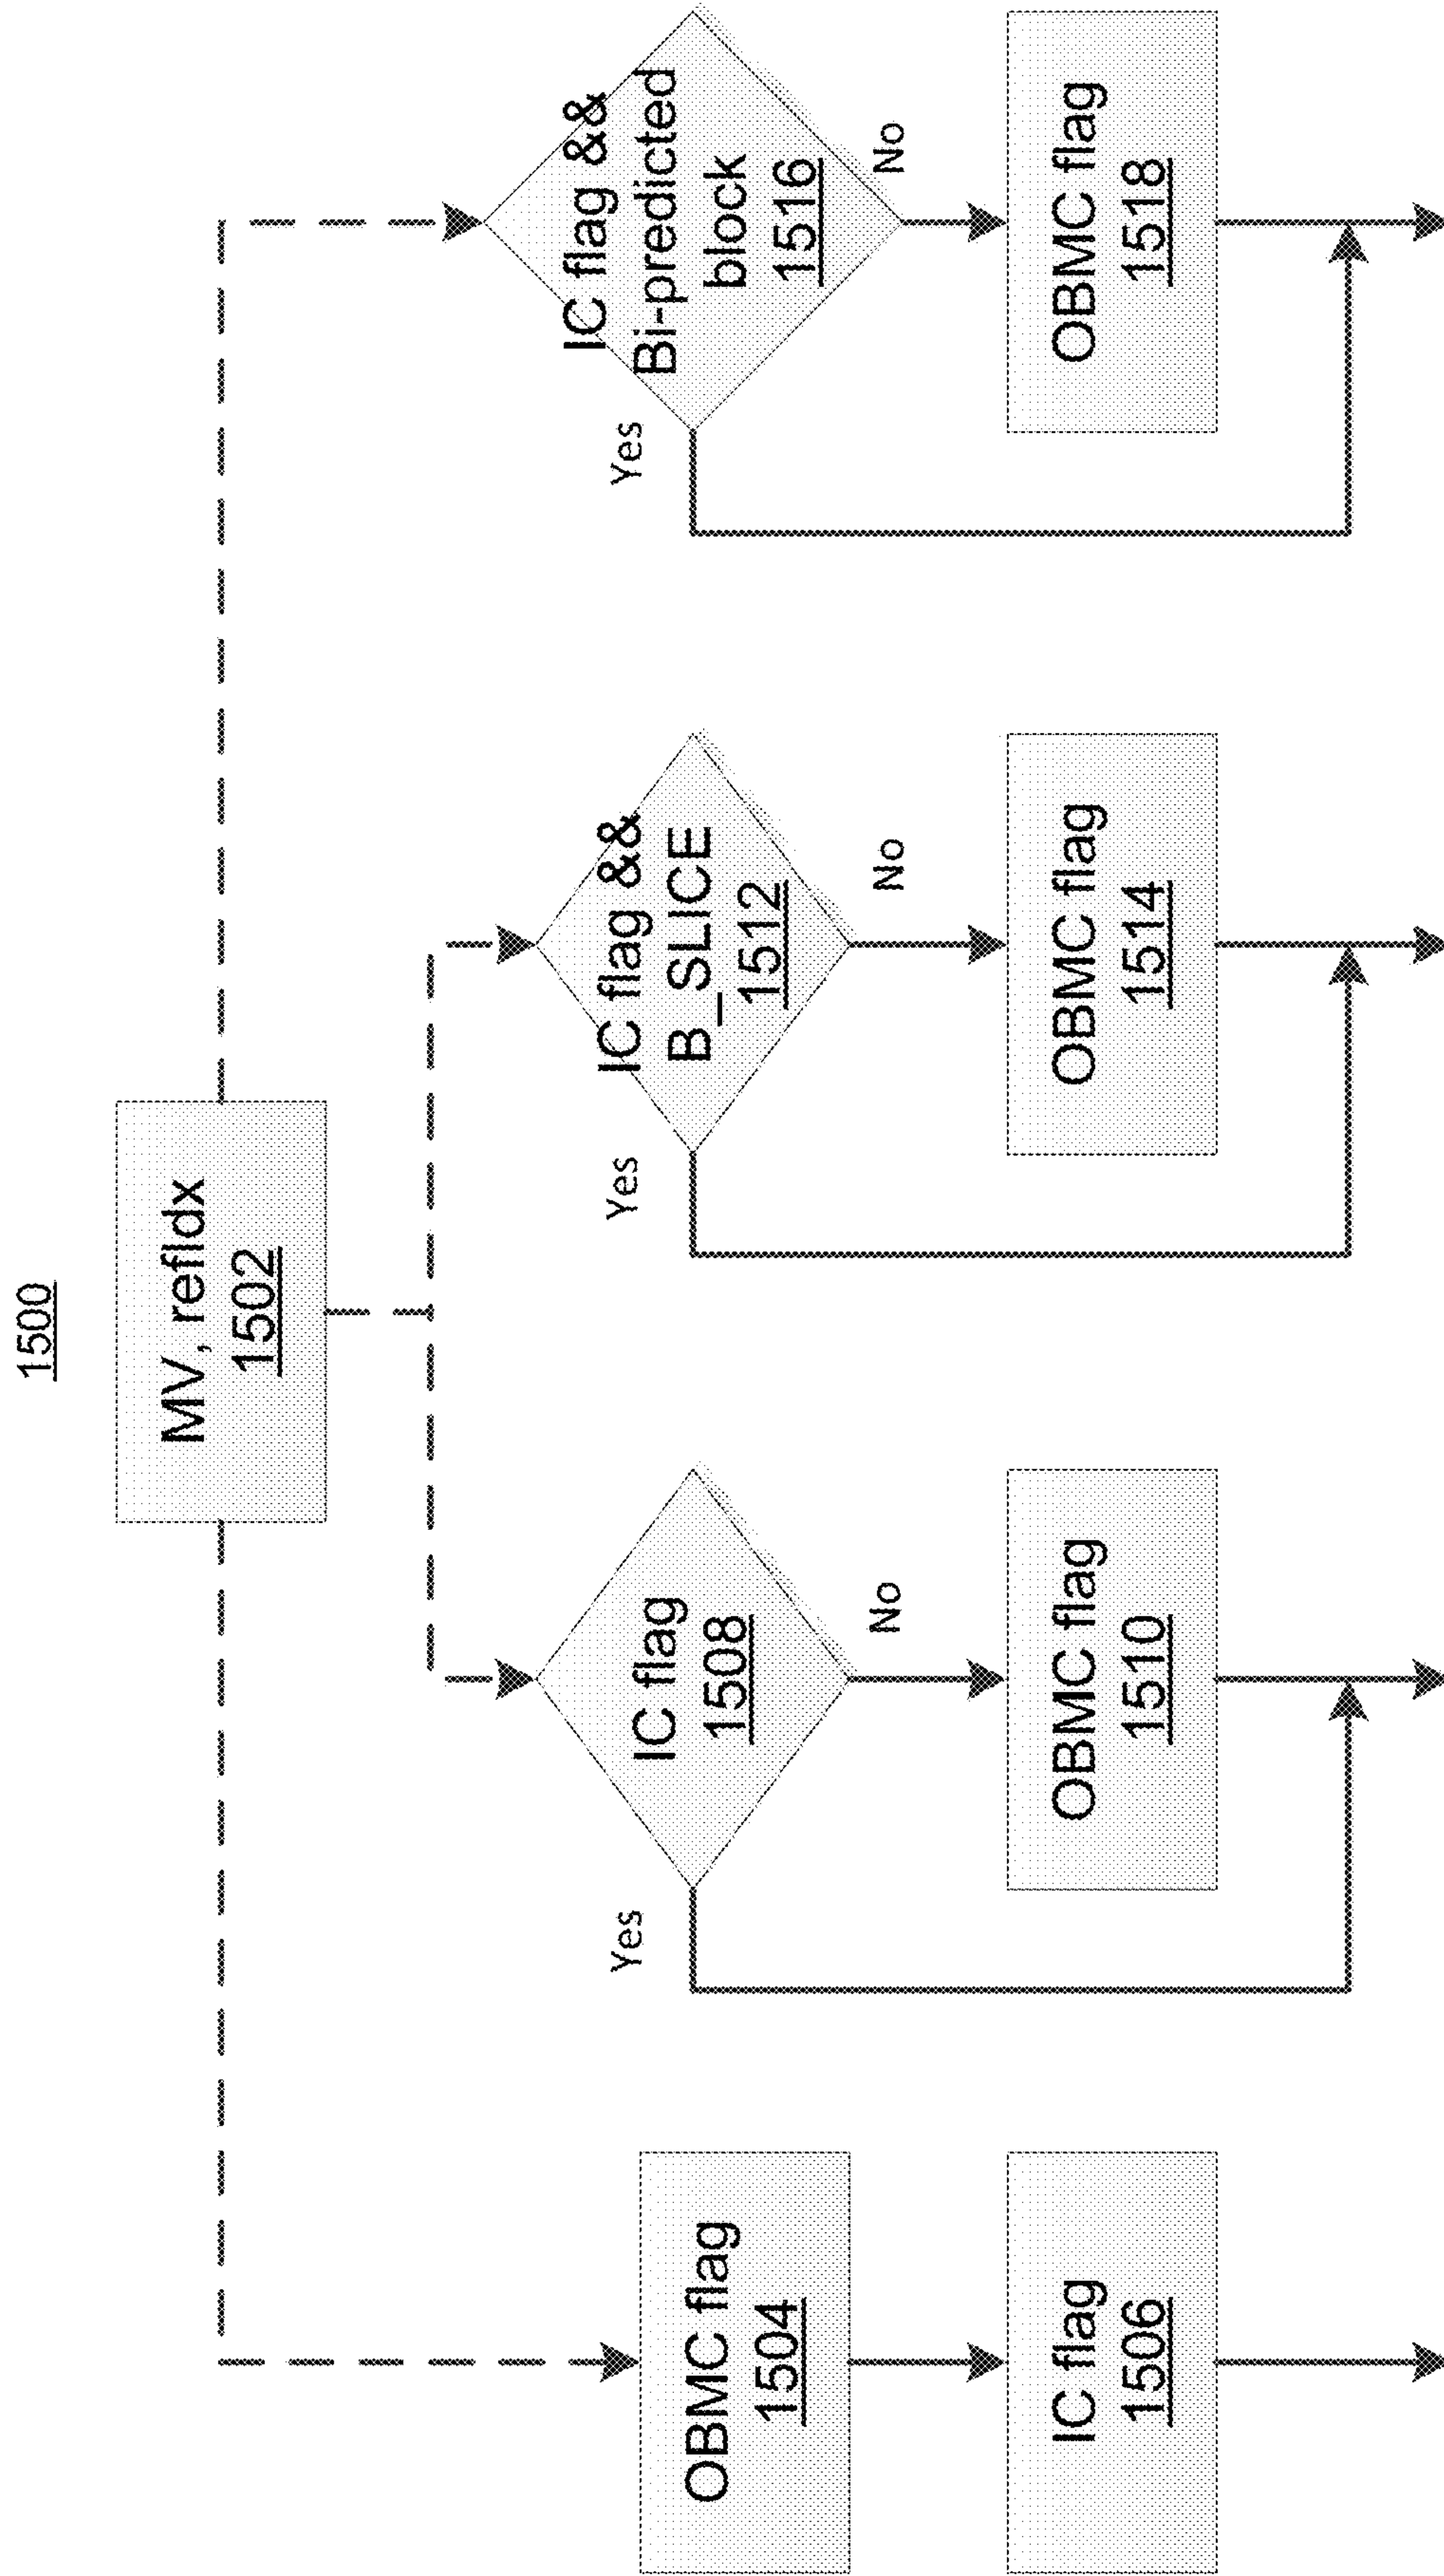 1500
MV, refIdx
1502
OBMC flag
1504
IC flag
1506
IC flag
1508
Yes
No
OBMC flag
1510
IC flag &&
B_SLICE
1512
Yes
No
OBMC flag
1514
IC flag &&
Bi-predicted
block
1516
Yes
No
OBMC flag
1518